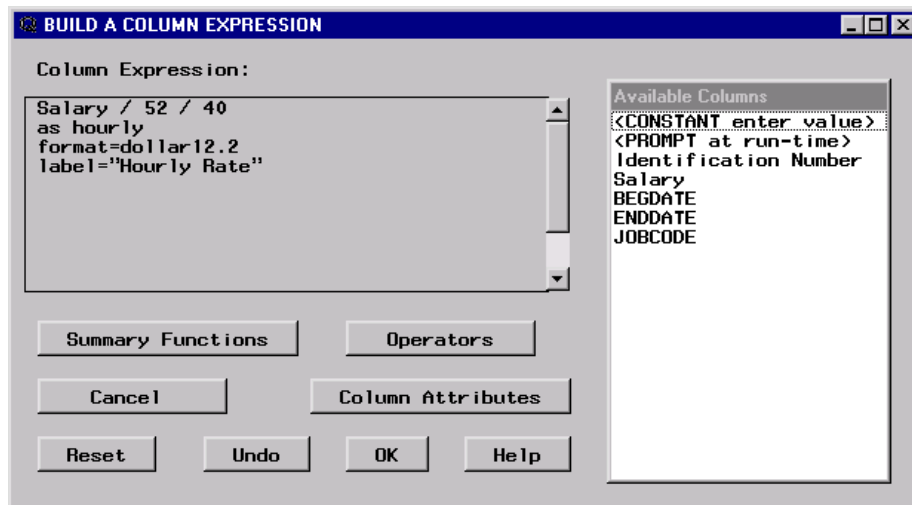 BUILD A COLUMN EXPRESSION
Column Expression:
Salary / 52 / 40
as hourly
format=dollar12.2
label="Hourly Rate"
Available Columns
<CONSTANT enter value>
<PROMPT at run-time>
Identification Number
Salary
BEGDATE
ENDDATE
JOBCODE
Summary Functions
Operators
Cancel
Column Attributes
Reset
Undo
OK
Help